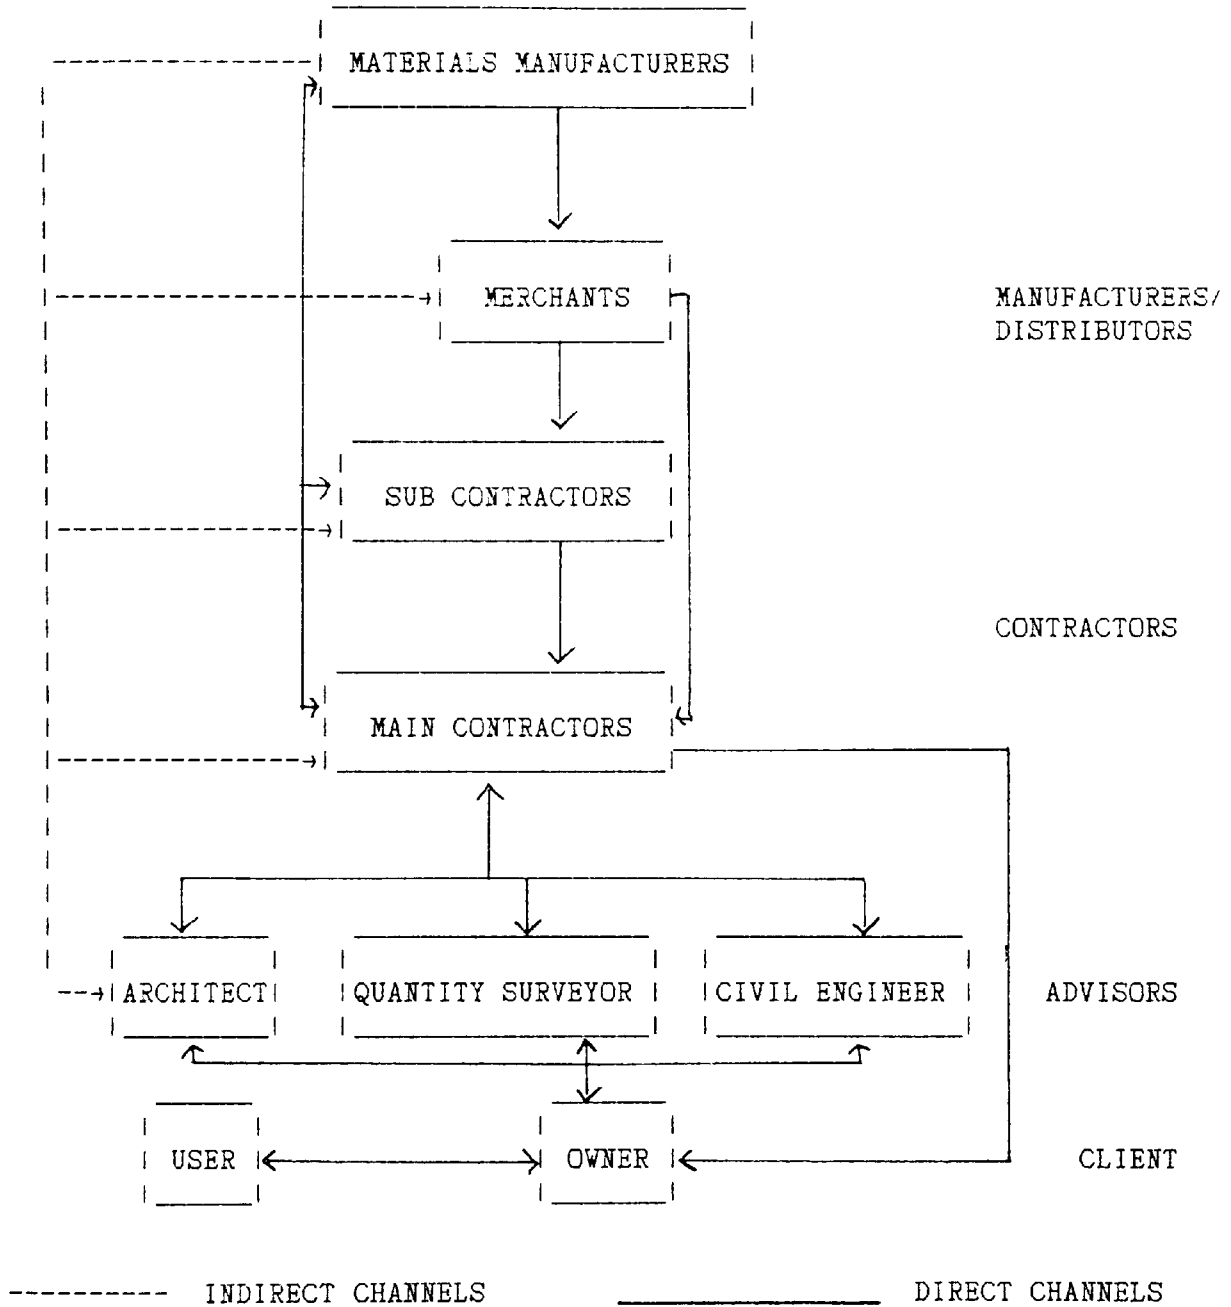 MATERIALS MANUFACTURERS
MERCHANTS
MANUFACTURERS/
DISTRIBUTORS
SUB CONTRACTORS
CONTRACTORS
MAIN CONTRACTORS
ARCHITECT
QUANTITY SURVEYOR
CIVIL ENGINEER
ADVISORS
USER
OWNER
CLIENT
INDIRECT CHANNELS
DIRECT CHANNELS